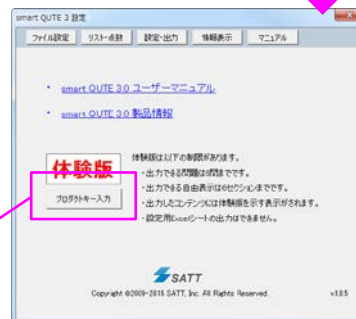 smart QUTE 3 設定
ファイル設定 リスト・点数 設定・出力 情報表示 マニュアル
・ smart QUTE 3.0 ユーザーマニュアル
・ smart QUTE 3.0 製品情報
体験版
体験版は以下の制限があります。
・出力できる問題は5問までです。
・出力できる自由表示は6セクションまでです。
・出力したコンテンツには体験版を示す表示がされます。
・設定用Excelシートの出力はできません。
プロダクトキー入力
SATT
Copyright ©2009-2016 SATT, Inc. All Rights Reserved.